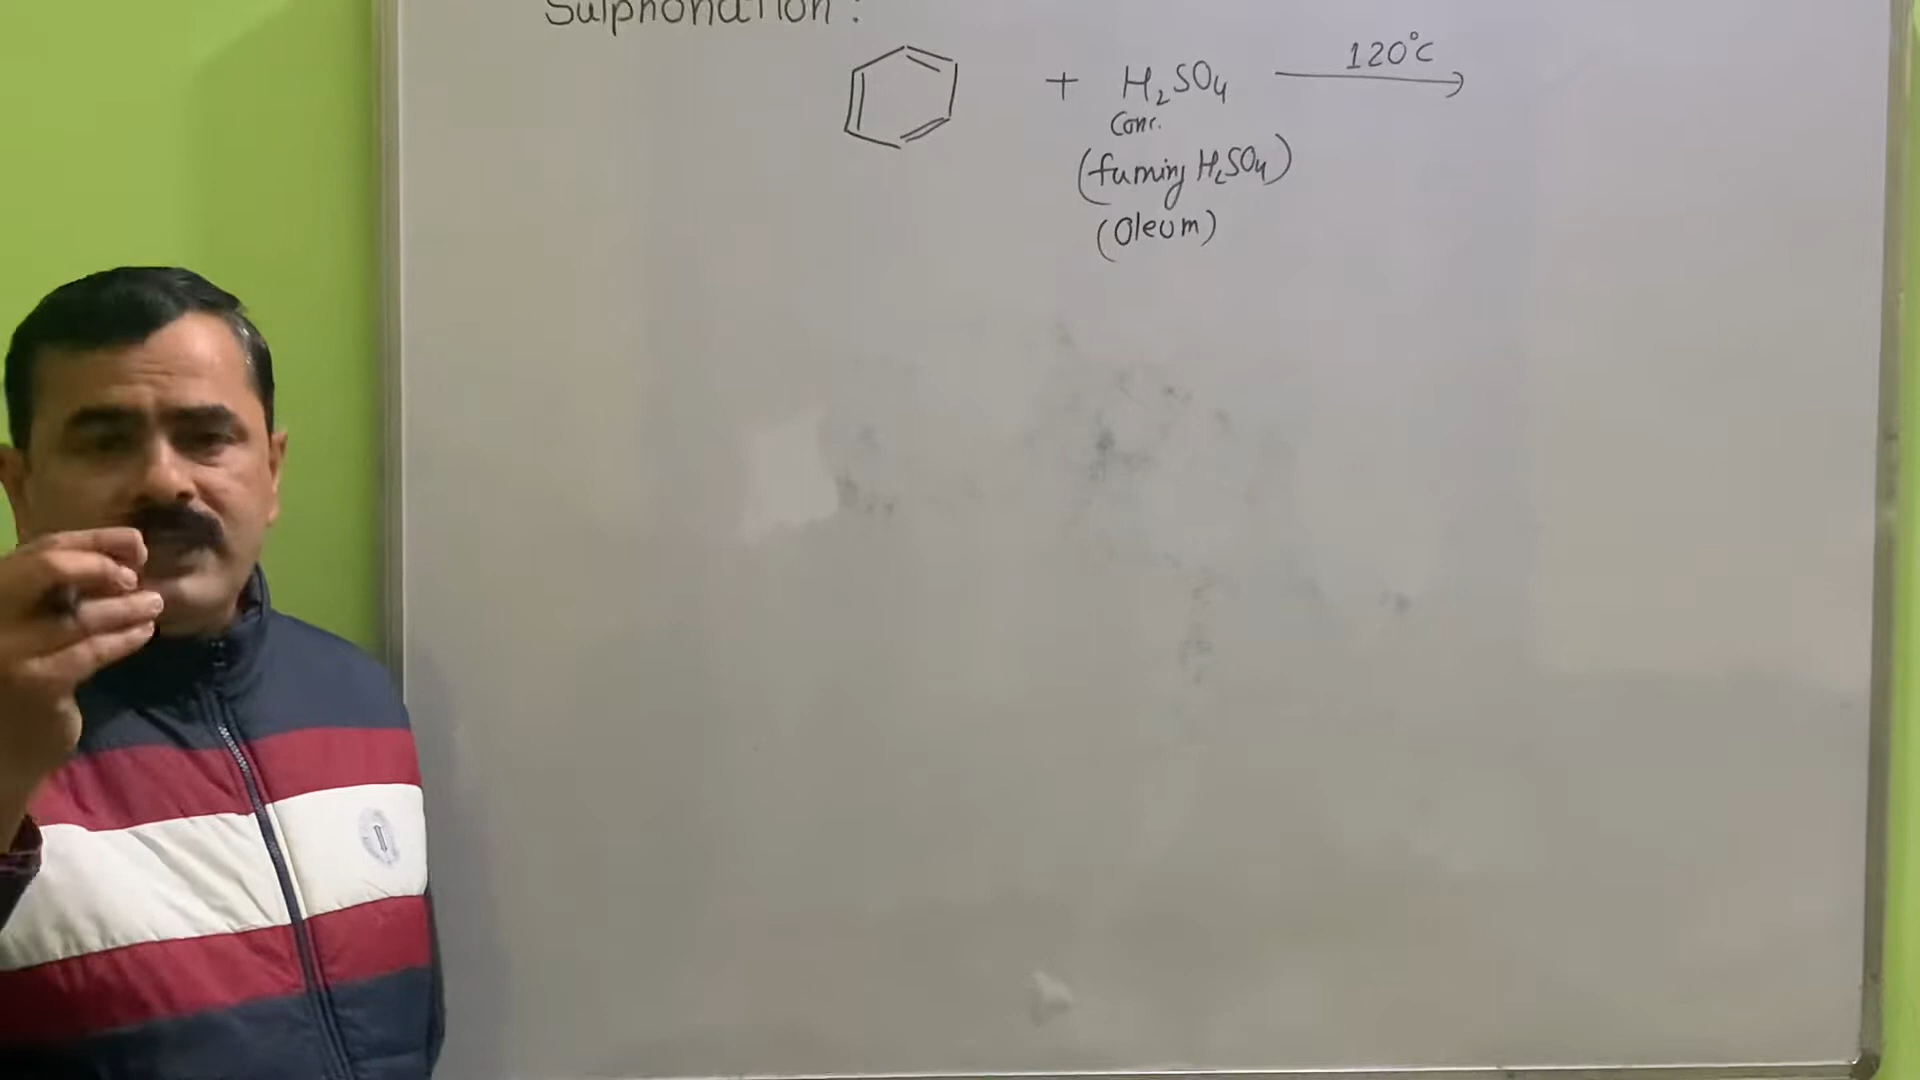 Sulphonation :
+ H₂SO₄ 120°C
Conc.
(fuming H₂SO₄)
(Oleum)